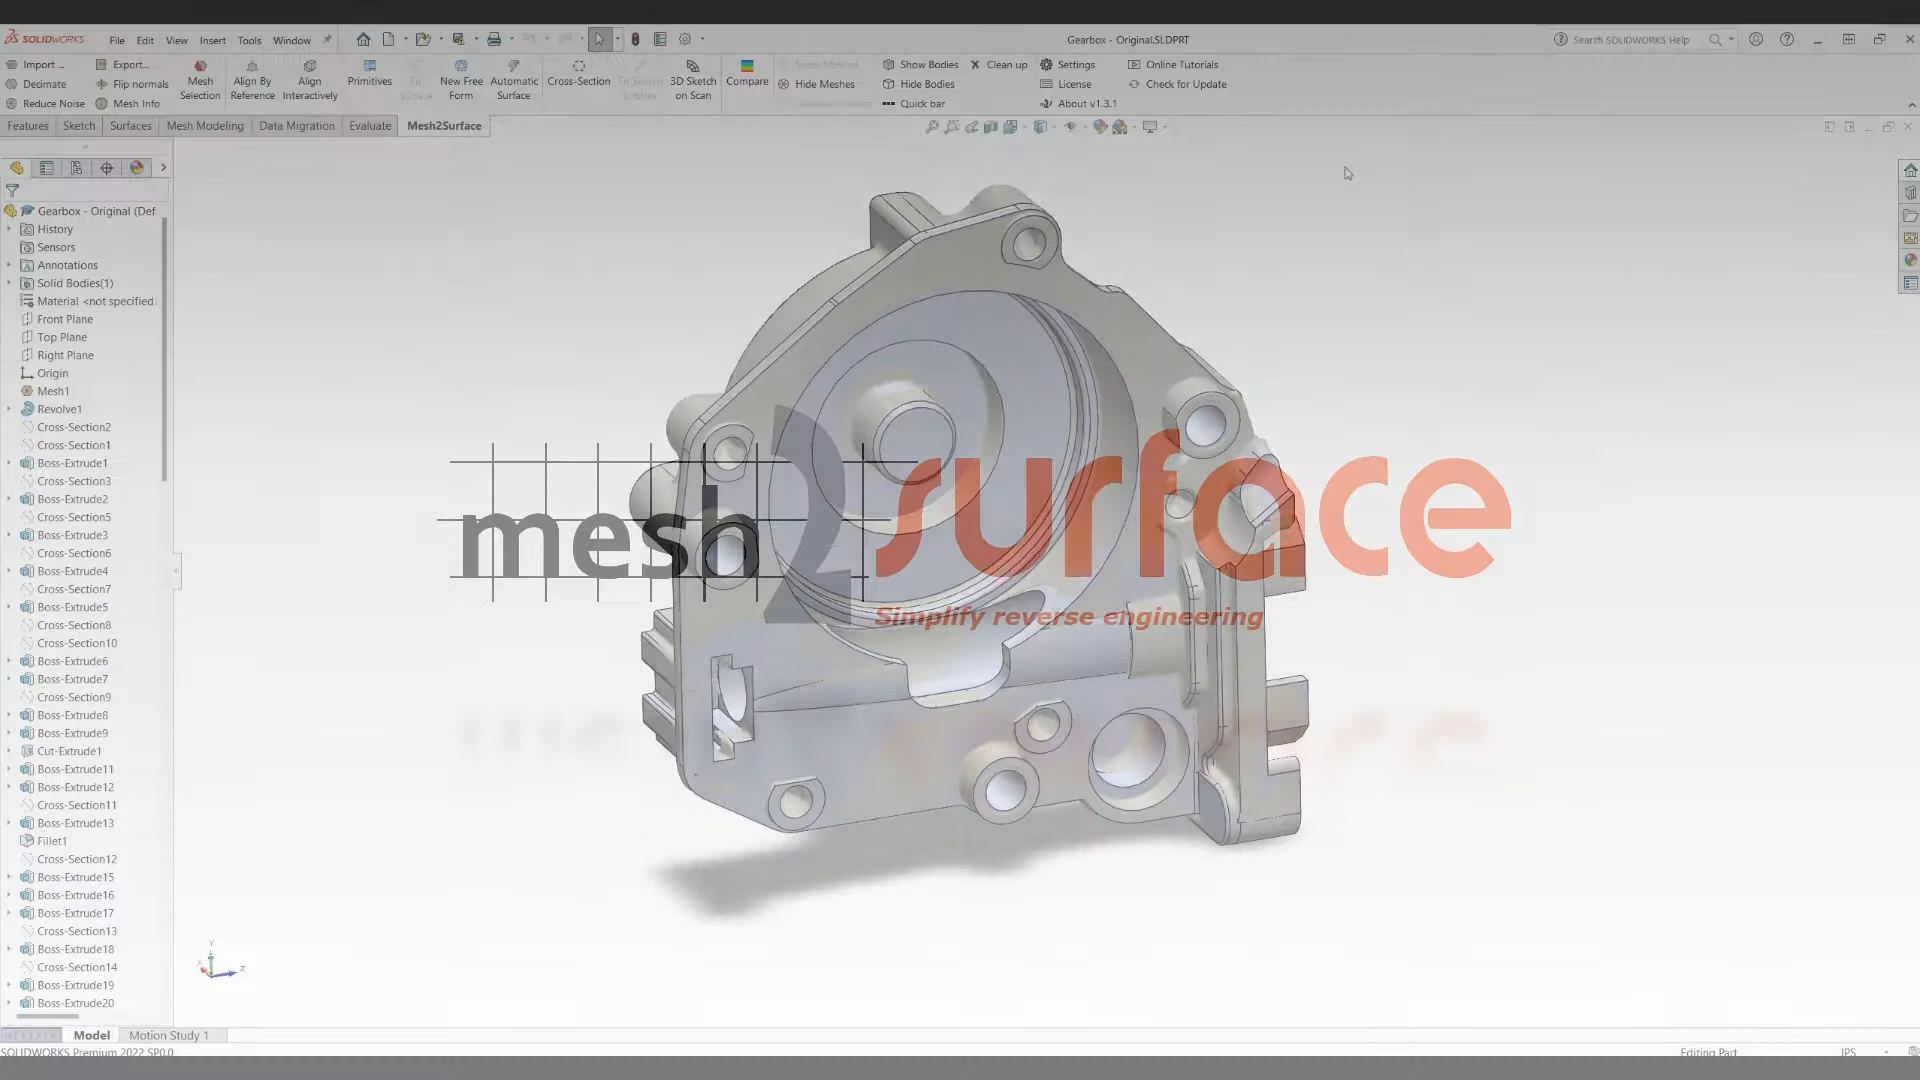 SOLIDWORKS File Edit View Insert Tools Window
Gearbox - Original.SLDPRT
Search SOLIDWORKS Help
Import ... Export...
Decimate Flip normals
Reduce Noise Mesh Info
Mesh Selection
Align By Reference
Align Interactively
Primitives
New Free Form
Automatic Surface
Cross-Section
3D Sketch on Scan
Compare
Hide Meshes
Show Bodies Clean up
Hide Bodies
Quick bar
Settings Online Tutorials
License Check for Update
About v1.3.1
Features Sketch Surfaces Mesh Modeling Data Migration Evaluate Mesh2Surface
Gearbox - Original (Def
History
Sensors
Annotations
Solid Bodies(1)
Material <not specified
Front Plane
Top Plane
Right Plane
Origin
Mesh1
Revolve1
Cross-Section2
Cross-Section1
Boss-Extrude1
Cross-Section3
Boss-Extrude2
Cross-Section5
Boss-Extrude3
Cross-Section6
Boss-Extrude4
Cross-Section7
Boss-Extrude5
Cross-Section8
Cross-Section10
Boss-Extrude6
Boss-Extrude7
Cross-Section9
Boss-Extrude8
Boss-Extrude9
Cut-Extrude1
Boss-Extrude11
Boss-Extrude12
Cross-Section11
Boss-Extrude13
Fillet1
Cross-Section12
Boss-Extrude15
Boss-Extrude16
Boss-Extrude17
Cross-Section13
Boss-Extrude18
Cross-Section14
Boss-Extrude19
Boss-Extrude20
mesh2surface
Simplify reverse engineering
Y
Z
Model Motion Study 1
SOLIDWORKS Premium 2022 SP0.0
Editing Part
IPS